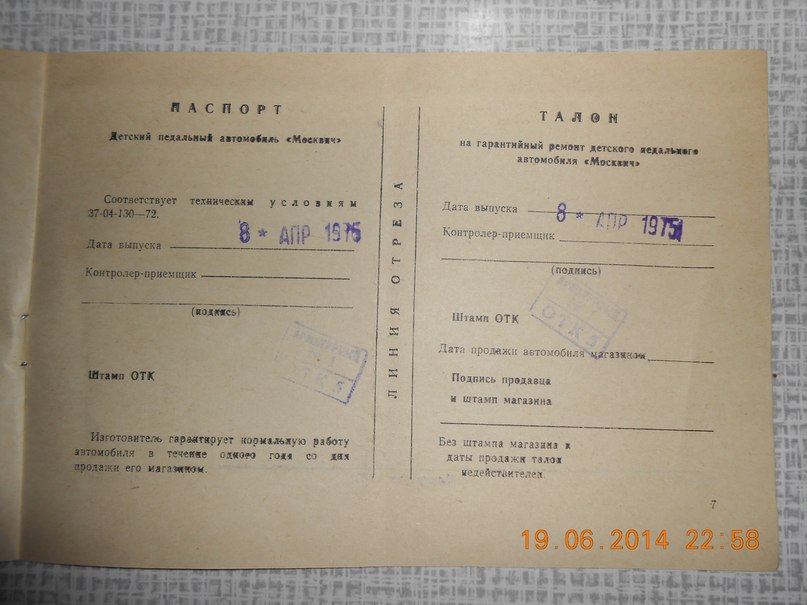 ПАСПОРТ
Детский педальный автомобиль «Москвич»
Соответствует техническим условиям
37-04-130—72.
Дата выпуска 8 * АПР 1975
Контролер-приемщик
(подпись)
Штамп ОТК
ОТК 5
Изготовитель гарантирует нормальную работу
автомобиля в течение одного года со дня
продажи его магазином.
ЛИНИЯ ОТРЕЗА
ТАЛОН
на гарантийный ремонт детского педального
автомобиля «Москвич»
Дата выпуска 8 * АПР 1975
Контролер-приемщик
(подпись)
Штамп ОТК
ОТК 5
Дата продажи автомобиля магазином
Подпись продавца
и штамп магазина
Без штампа магазина и
даты продажи талон
недействителен.
7
19.06.2014 22:58